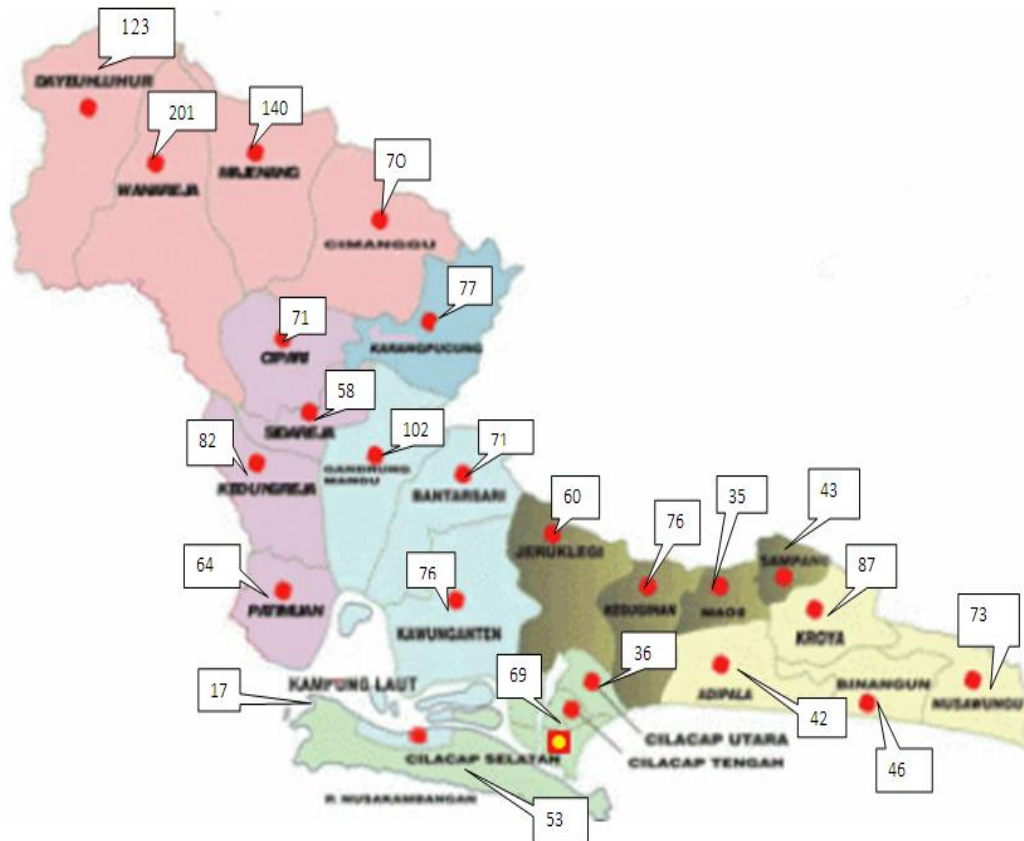 123
DAYEUHLUHUR
201
WANAREJA
140
MAJENANG
70
CIMANGGU
77
KARANGPUCUNG
71
CIPARI
58
SIDAREJA
82
KEDUNGREJA
102
GANDRUNG
MANGU
71
BANTARSARI
60
JERUKLEGI
76
KESUGIHAN
35
MAOS
43
SAMPANG
87
KROYA
64
PATIMUAN
76
KAWUNGANTEN
73
NUSAWUNGU
36
69
17
KAMPUNG LAUT
ADIPALA
42
BINANGUN
46
CILACAP UTARA
CILACAP TENGAH
CILACAP SELATAN
P. NUSAKAMBANGAN
53